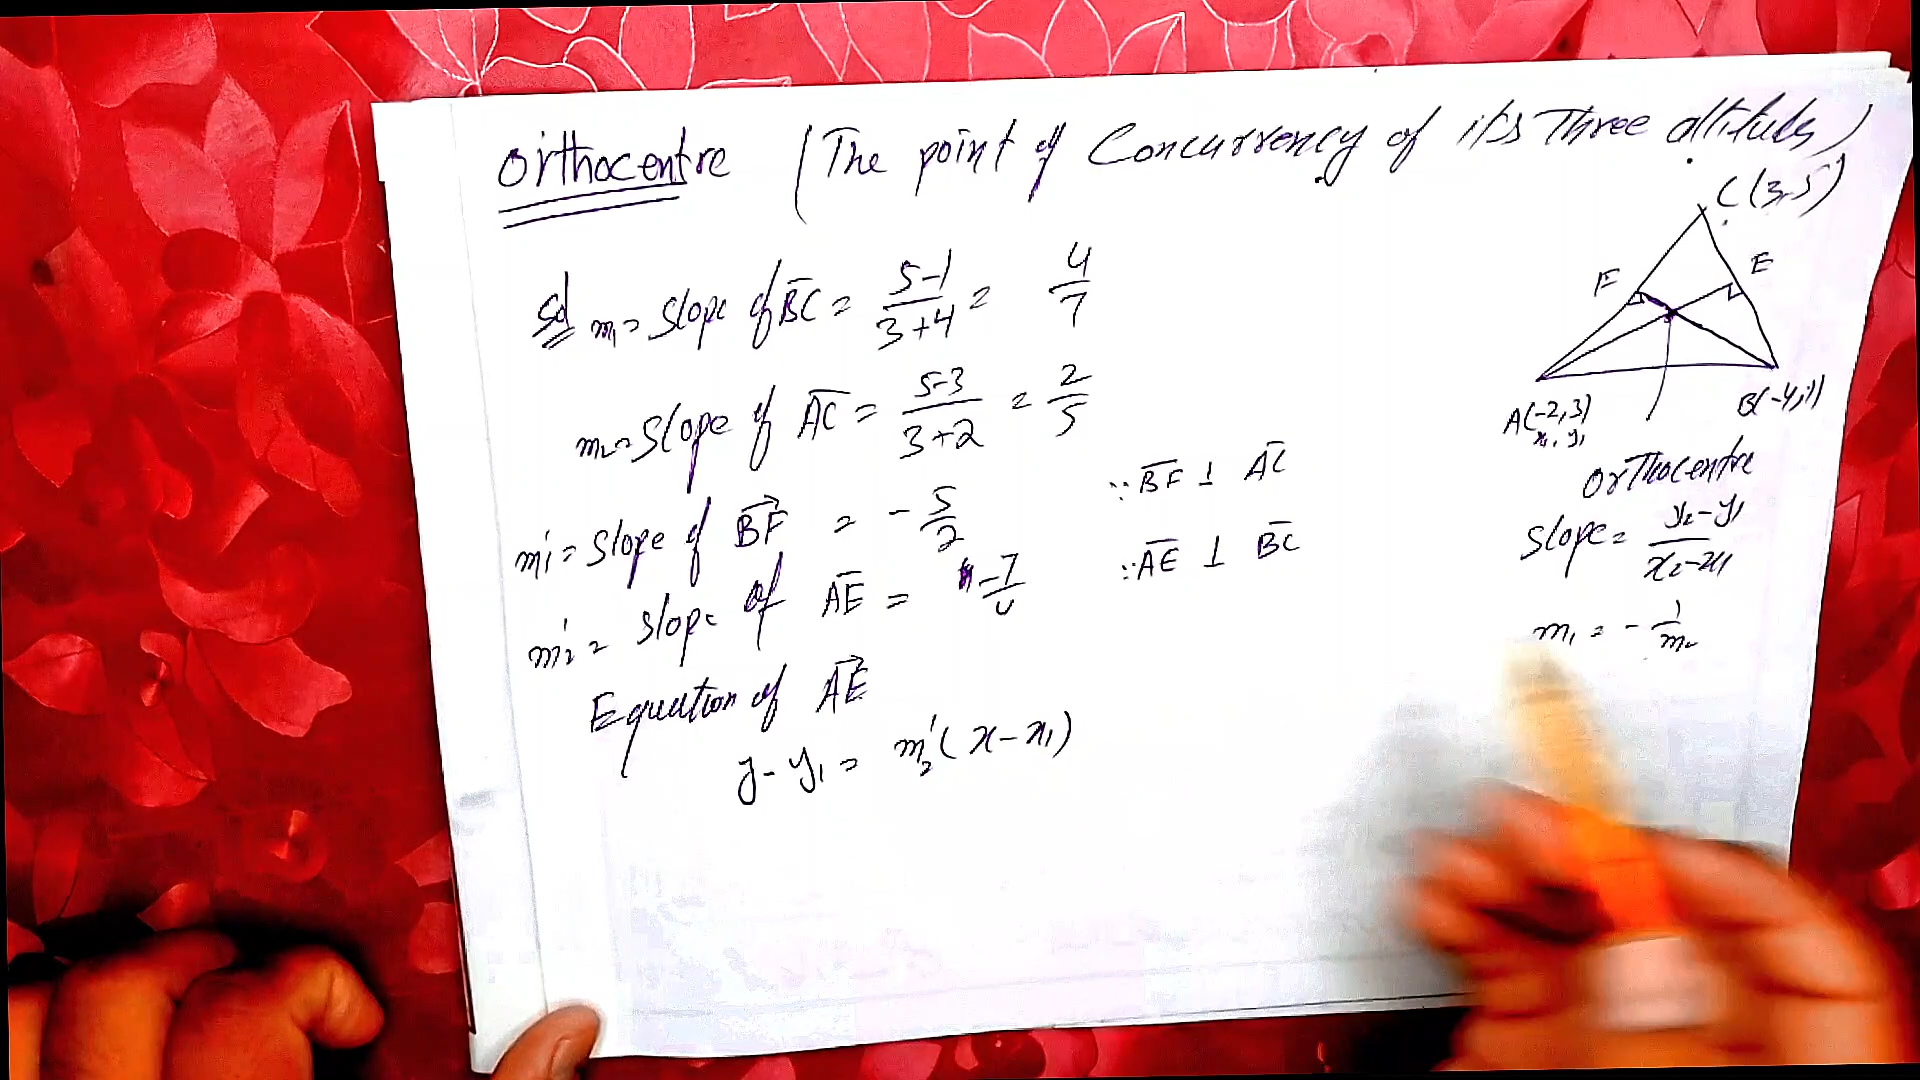 Orthocentre (The point of Concurrency of its Three altitudes)
C(3,5)
Sol m₁ = Slope of BC = 5-1/3+4 = 4/7
F E
m₂ = Slope of AC = 5-3/3+2 = 2/5
A(-2,3) B(-4,1)
x₁, y₁
∵ BF ⊥ AC
Orthocentre
m₁' = Slope of BF = -5/2
Slope = y₂-y₁/x₂-x₁
∵ AE ⊥ BC
m₂' = Slope of AE = -7/4
m₁ = -1/m₂
Equation of AE
y-y₁ = m₂'(x-x₁)